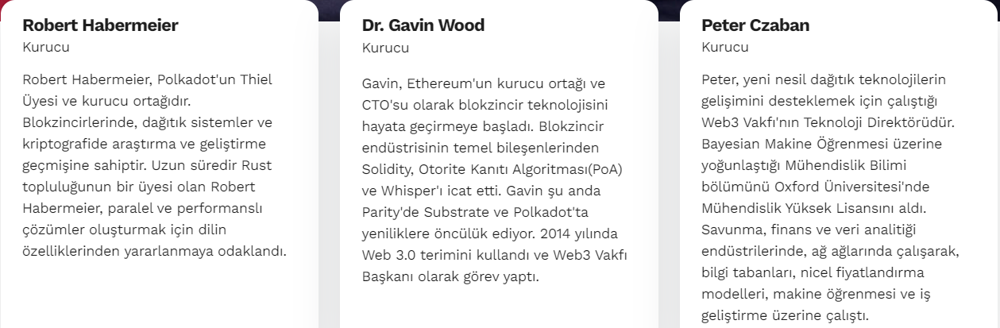 Robert Habermeier
Kurucu
Robert Habermeier, Polkadot'un Thiel
Üyesi ve kurucu ortağıdır.
Blokzincirlerinde, dağıtık sistemler ve
kriptografide araştırma ve geliştirme
geçmişine sahiptir. Uzun süredir Rust
topluluğunun bir üyesi olan Robert
Habermeier, paralel ve performanslı
çözümler oluşturmak için dilin
özelliklerinden yararlanmaya odaklandı.
Dr. Gavin Wood
Kurucu
Gavin, Ethereum'un kurucu ortağı ve
CTO'su olarak blokzincir teknolojisini
hayata geçirmeye başladı. Blokzincir
endüstrisinin temel bileşenlerinden
Solidity, Otorite Kanıtı Algoritması(PoA)
ve Whisper'ı icat etti. Gavin şu anda
Parity'de Substrate ve Polkadot'ta
yeniliklere öncülük ediyor. 2014 yılında
Web 3.0 terimini kullandı ve Web3 Vakfı
Başkanı olarak görev yaptı.
Peter Czaban
Kurucu
Peter, yeni nesil dağıtık teknolojilerin
gelişimini desteklemek için çalıştığı
Web3 Vakfı'nın Teknoloji Direktörüdür.
Bayesian Makine Öğrenmesi üzerine
yoğunlaştığı Mühendislik Bilimi
bölümünü Oxford Üniversitesi'nde
Mühendislik Yüksek Lisansını aldı.
Savunma, finans ve veri analitiği
endüstrilerinde, ağ ağlarında çalışarak,
bilgi tabanları, nicel fiyatlandırma
modelleri, makine öğrenmesi ve iş
geliştirme üzerine çalıştı.